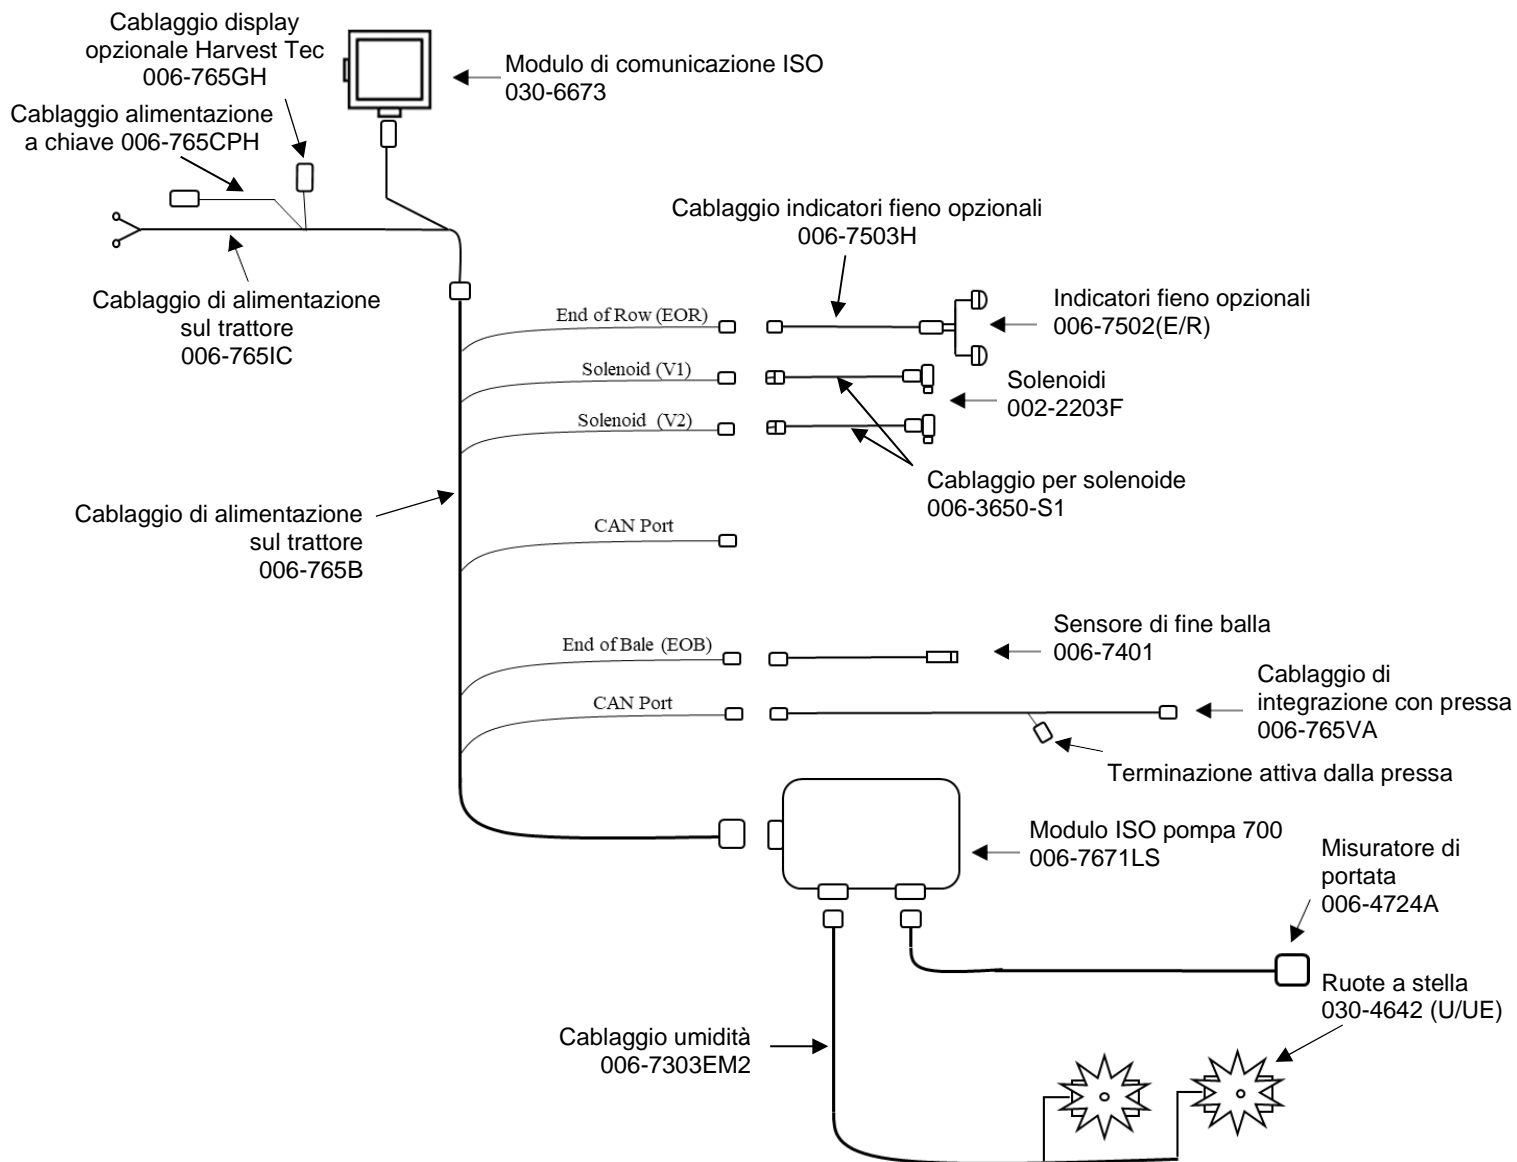 Cablaggio display
opzionale Harvest Tec
006-765GH
Cablaggio alimentazione
a chiave 006-765CPH
Modulo di comunicazione ISO
030-6673
Cablaggio di alimentazione
sul trattore
006-765IC
Cablaggio indicatori fieno opzionali
006-7503H
End of Row (EOR)
Indicatori fieno opzionali
006-7502(E/R)
Solenoid (V1)
Solenoidi
002-2203F
Solenoid (V2)
Cablaggio per solenoide
006-3650-S1
Cablaggio di alimentazione
sul trattore
006-765B
CAN Port
End of Bale (EOB)
Sensore di fine balla
006-7401
CAN Port
Cablaggio di
integrazione con pressa
006-765VA
Terminazione attiva dalla pressa
Modulo ISO pompa 700
006-7671LS
Misuratore di
portata
006-4724A
Ruote a stella
030-4642 (U/UE)
Cablaggio umidità
006-7303EM2